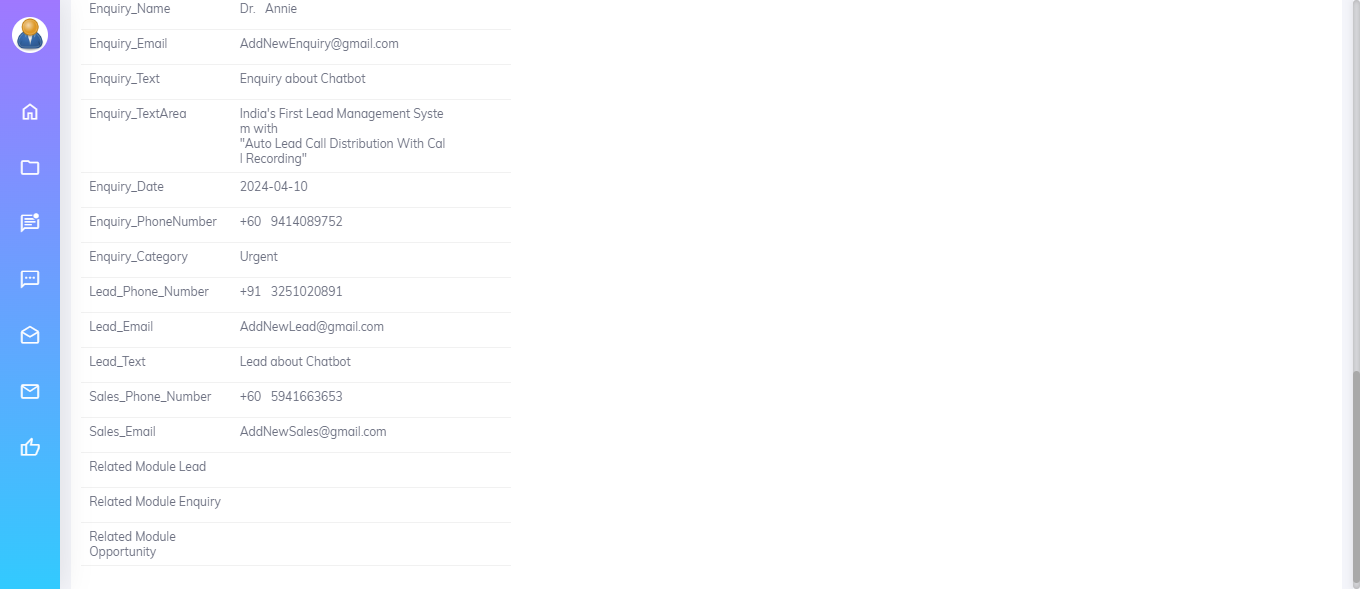 Enquiry_Name Dr. Annie
Enquiry_Email AddNewEnquiry@gmail.com
Enquiry_Text Enquiry about Chatbot
Enquiry_TextArea India's First Lead Management Syste
m with
"Auto Lead Call Distribution With Cal
l Recording"
Enquiry_Date 2024-04-10
Enquiry_PhoneNumber +60 9414089752
Enquiry_Category Urgent
Lead_Phone_Number +91 3251020891
Lead_Email AddNewLead@gmail.com
Lead_Text Lead about Chatbot
Sales_Phone_Number +60 5941663653
Sales_Email AddNewSales@gmail.com
Related Module Lead
Related Module Enquiry
Related Module
Opportunity